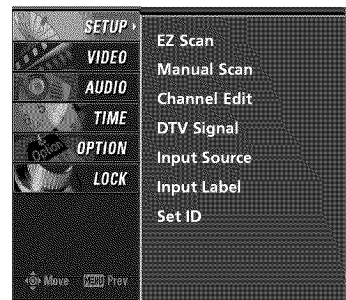 SETUP
VIDEO
AUDIO
TIME
OPTION
LOCK
Move MENU Prev
EZ Scan
Manual Scan
Channel Edit
DTV Signal
Input Source
Input Label
Set ID